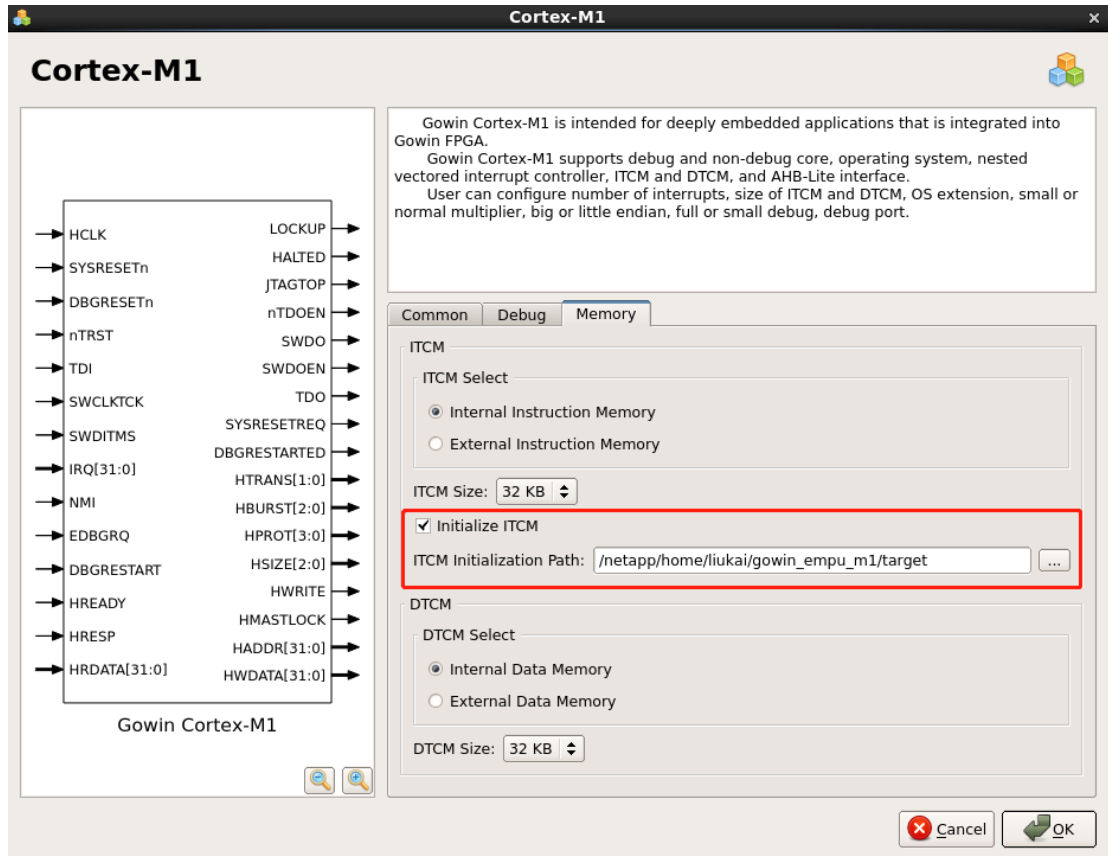 Cortex-M1
Cortex-M1
HCLK
SYSRESETn
DBGRESETn
nTRST
TDI
SWCLKTCK
SWDITMS
IRQ[31:0]
NMI
EDBGRQ
DBGRESTART
HREADY
HRESP
HRDATA[31:0]
LOCKUP
HALTED
JTAGTOP
nTDOEN
SWDO
SWDOEN
TDO
SYSRESETREQ
DBGRESTARTED
HTRANS[1:0]
HBURST[2:0]
HPROT[3:0]
HSIZE[2:0]
HWRITE
HMASTLOCK
HADDR[31:0]
HWDATA[31:0]
Gowin Cortex-M1
Gowin Cortex-M1 is intended for deeply embedded applications that is integrated into
Gowin FPGA.
Gowin Cortex-M1 supports debug and non-debug core, operating system, nested
vectored interrupt controller, ITCM and DTCM, and AHB-Lite interface.
User can configure number of interrupts, size of ITCM and DTCM, OS extension, small or
normal multiplier, big or little endian, full or small debug, debug port.
Common Debug Memory
ITCM
ITCM Select
Internal Instruction Memory
External Instruction Memory
ITCM Size: 32 KB
Initialize ITCM
ITCM Initialization Path: /netapp/home/liukai/gowin_empu_m1/target ...
DTCM
DTCM Select
Internal Data Memory
External Data Memory
DTCM Size: 32 KB
Cancel OK